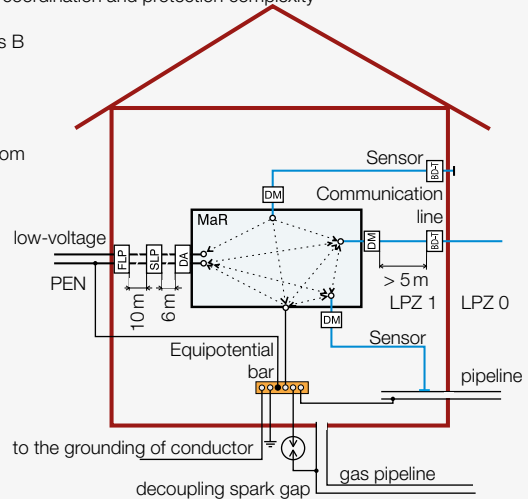 coordination and protection complexity
s B
om
Sensor
BD-T
DM
Communication
line
MaR
low-voltage
FLP
SLP
DA
DM
BD-T
PEN
> 5 m
10 m
6 m
LPZ 1
LPZ 0
DM
Equipotential
bar
Sensor
pipeline
to the grounding of conductor
gas pipeline
decoupling spark gap